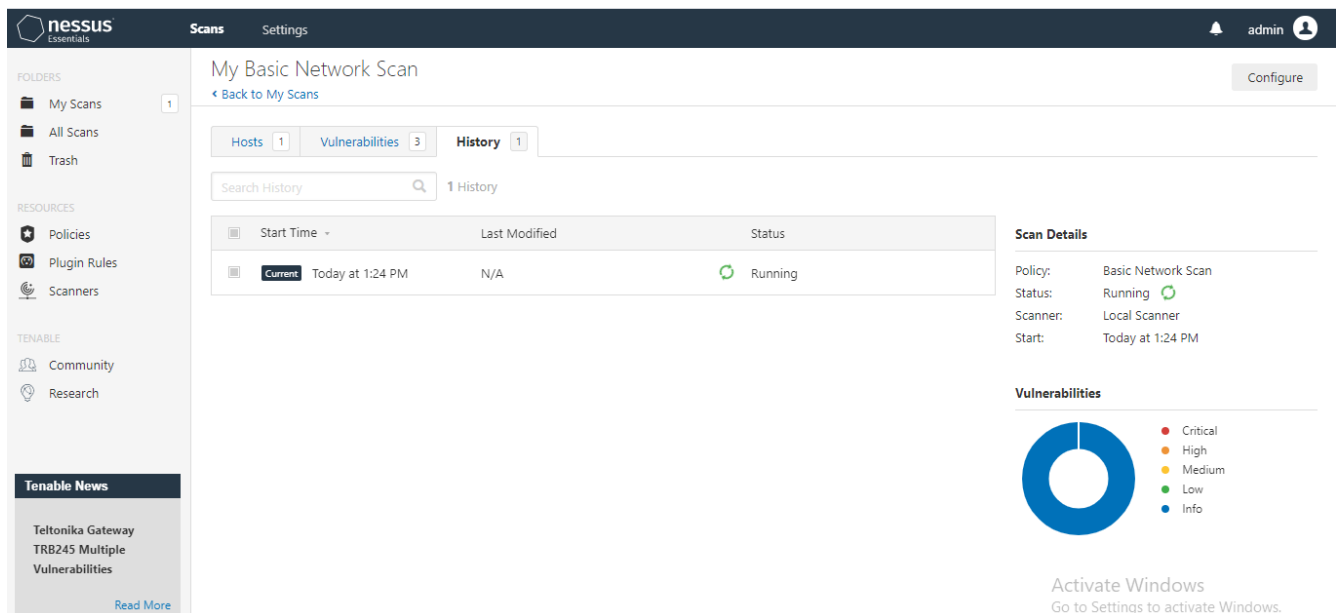 nessus
Essentials
Scans Settings admin
FOLDERS
My Scans 1
All Scans
Trash
RESOURCES
Policies
Plugin Rules
Scanners
TENABLE
Community
Research
Tenable News
Teltonika Gateway
TRB245 Multiple
Vulnerabilities
Read More
My Basic Network Scan Configure
Back to My Scans
Hosts 1 Vulnerabilities 3 History 1
Search History 1 History
Start Time Last Modified Status
Current Today at 1:24 PM N/A Running
Scan Details
Policy: Basic Network Scan
Status: Running
Scanner: Local Scanner
Start: Today at 1:24 PM
Vulnerabilities
Critical
High
Medium
Low
Info
Activate Windows
Go to Settings to activate Windows.